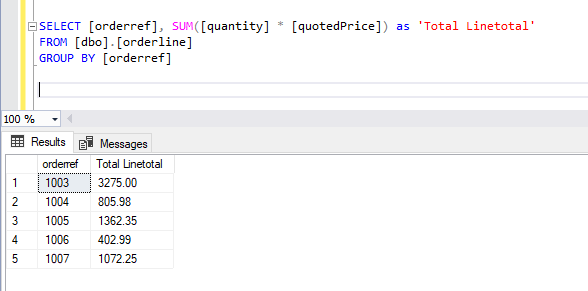 SELECT [orderref], SUM([quantity] * [quotedPrice]) as 'Total Linetotal'
FROM [dbo].[orderline]
GROUP BY [orderref]
100 %
Results Messages
orderref Total Linetotal
1 1003 3275.00
2 1004 805.98
3 1005 1362.35
4 1006 402.99
5 1007 1072.25